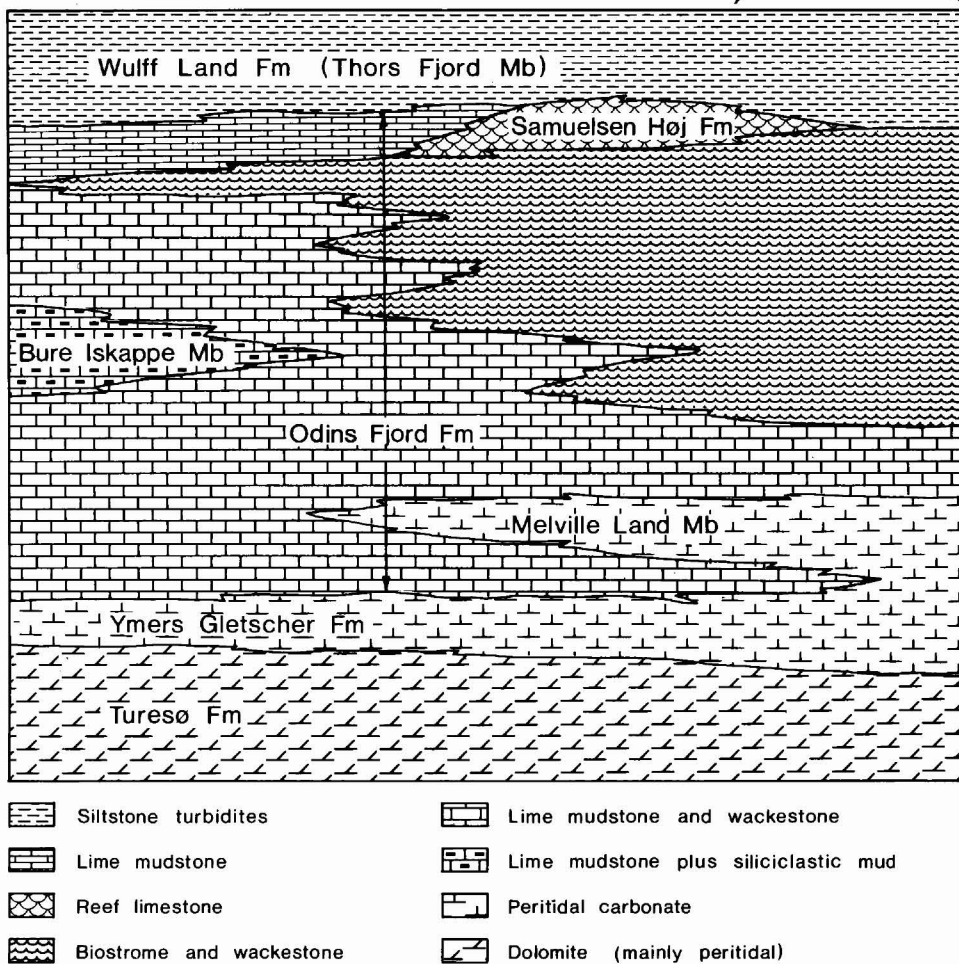 Wulff Land Fm (Thors Fjord Mb)
Samuelsen Høj Fm
Bure Iskappe Mb
Odins Fjord Fm
Melville Land Mb
Ymers Gletscher Fm
Turesø Fm
Siltstone turbidites
Lime mudstone
Reef limestone
Biostrome and wackestone
Lime mudstone and wackestone
Lime mudstone plus siliciclastic mud
Peritidal carbonate
Dolomite (mainly peritidal)